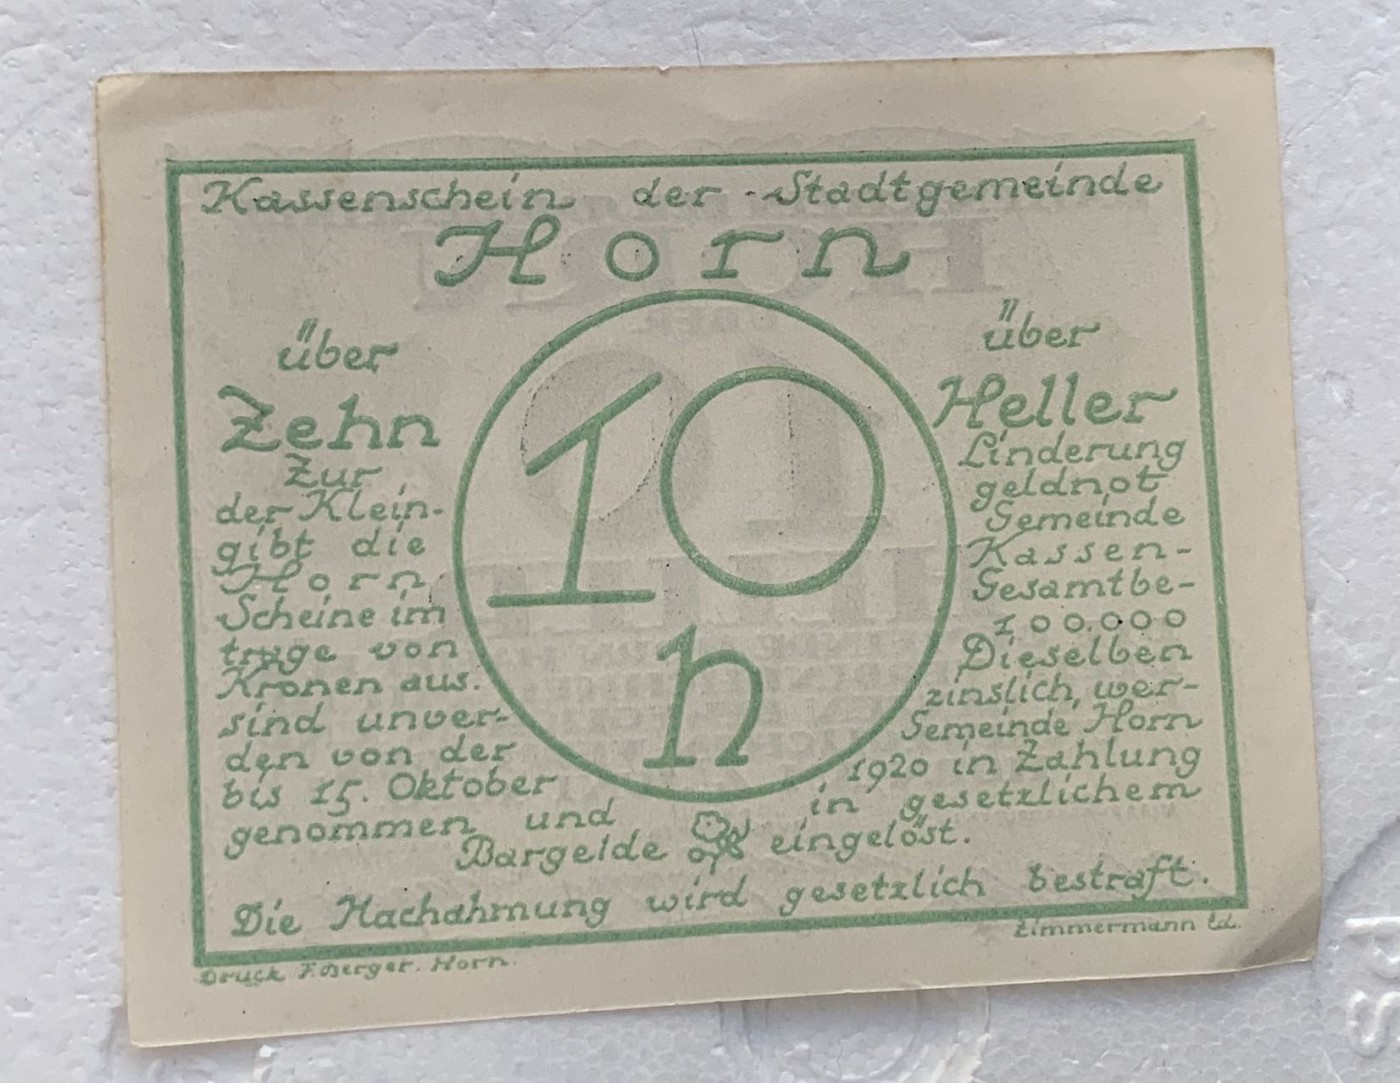 Kassenschein der Stadtgemeinde
Horn
über über
Zehn Heller
10
h
Zur Linderung
der Klein- geldnot
gibt die Gemeinde
Horn Kassen-
Scheine im Gesamtbe-
trage von 100.000
Kronen aus. Dieselben
sind unver- zinslich, wer-
den von der Gemeinde Horn
bis 15. Oktober 1920 in Zahlung
genommen und in gesetzlichem
Bargelde eingelöst.
Die Nachahmung wird gesetzlich bestraft.
Druck F. Berger. Horn. Zimmermann Ed.